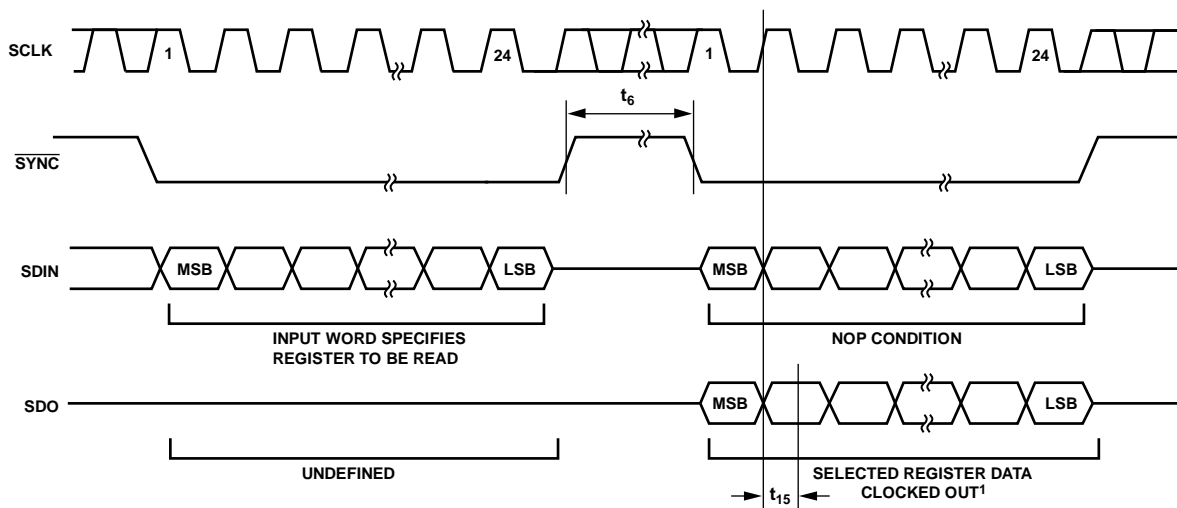 SCLK
1
24
1
24
t6
SYNC
SDIN
MSB
LSB
MSB
LSB
INPUT WORD SPECIFIES
REGISTER TO BE READ
NOP CONDITION
SDO
MSB
LSB
UNDEFINED
SELECTED REGISTER DATA
CLOCKED OUT1
t15